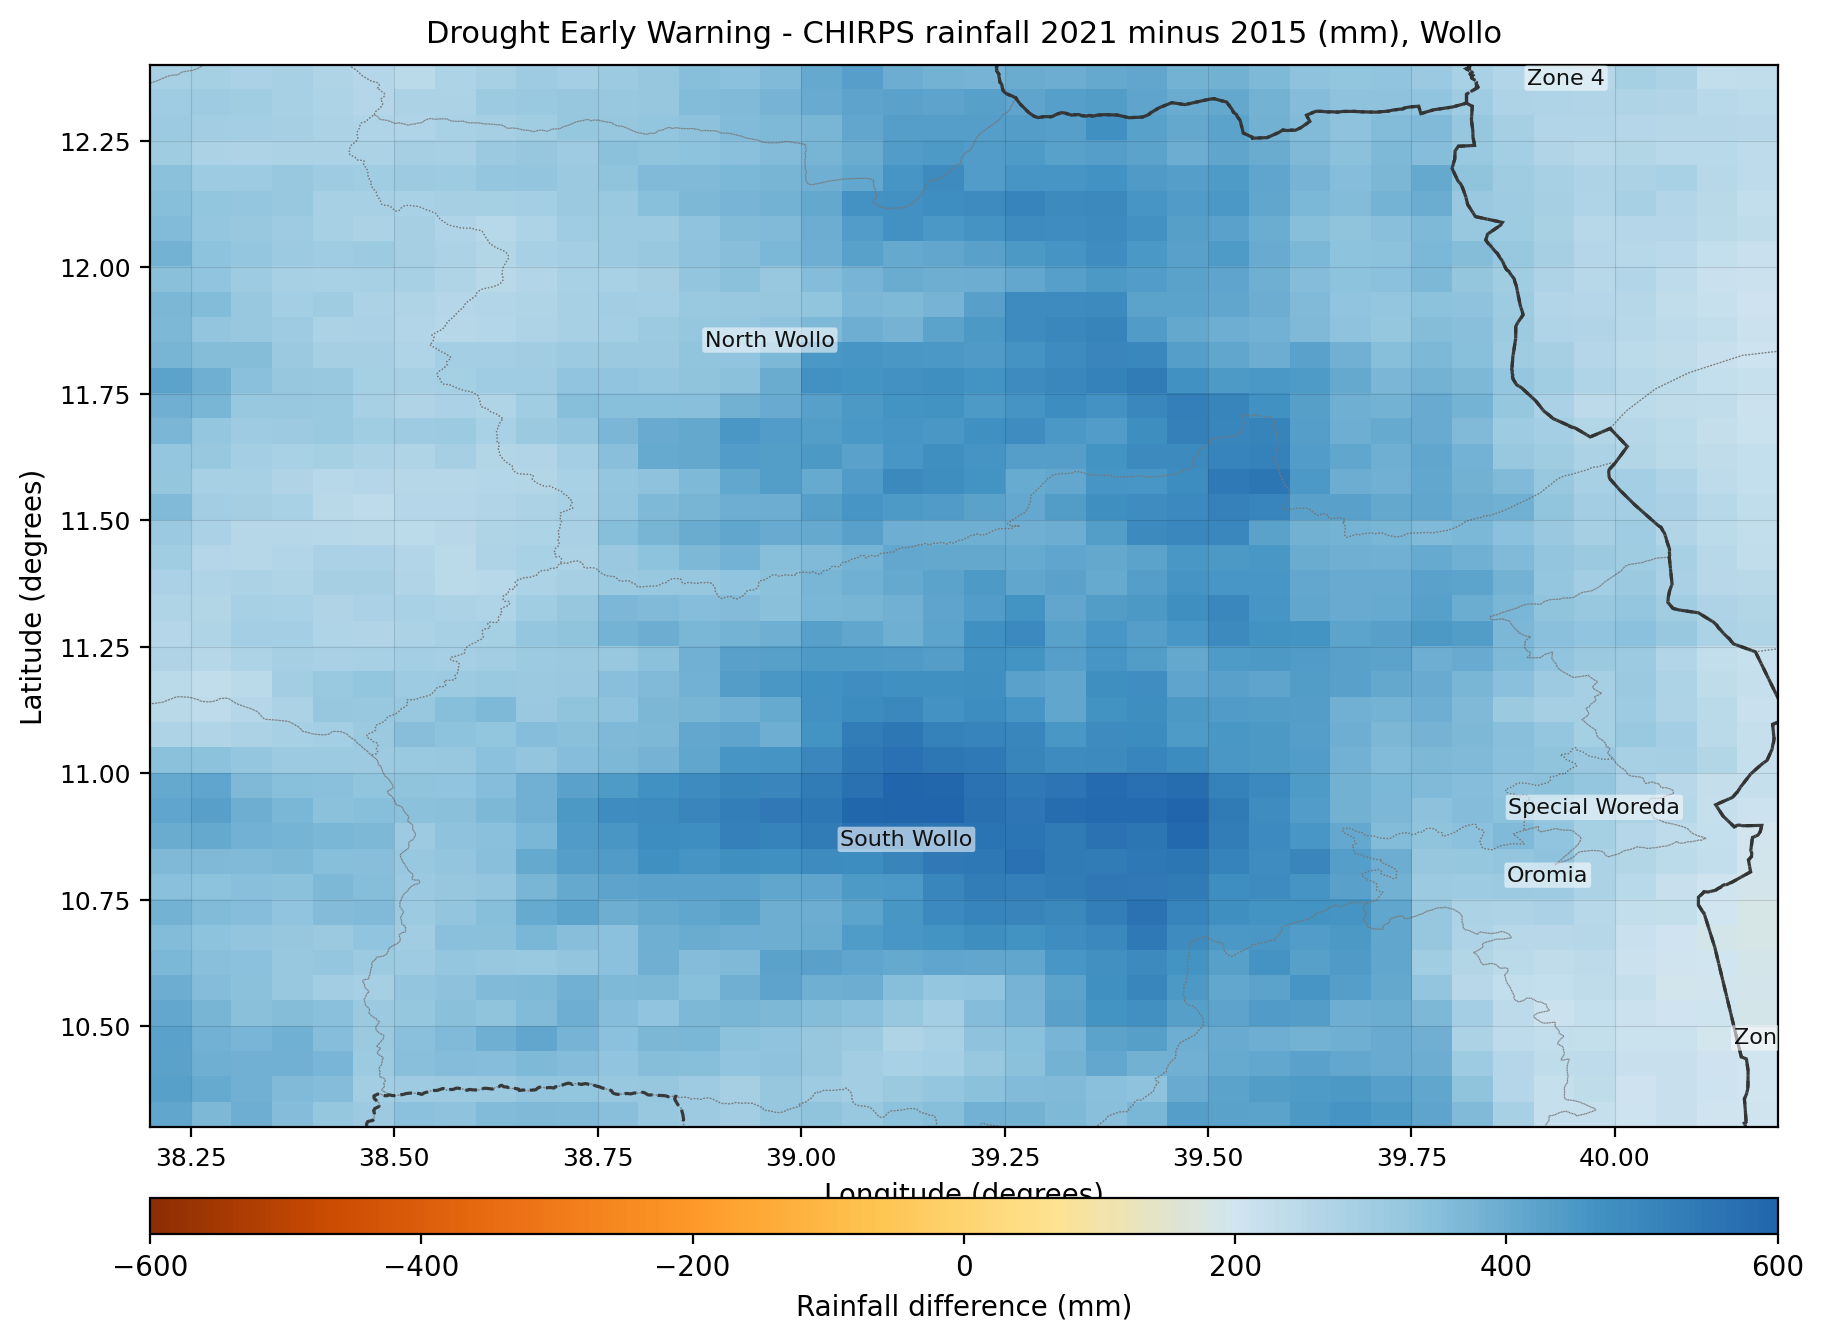 Drought Early Warning - CHIRPS rainfall 2021 minus 2015 (mm), Wollo
Zone 4
12.25
12.00
North Wollo
11.75
11.50
Latitude (degrees)
11.25
11.00
Special Woreda
South Wollo
Oromia
10.75
10.50
Zon
38.25 38.50 38.75 39.00 39.25 39.50 39.75 40.00
Longitude (degrees)
−600 −400 −200 0 200 400 600
Rainfall difference (mm)